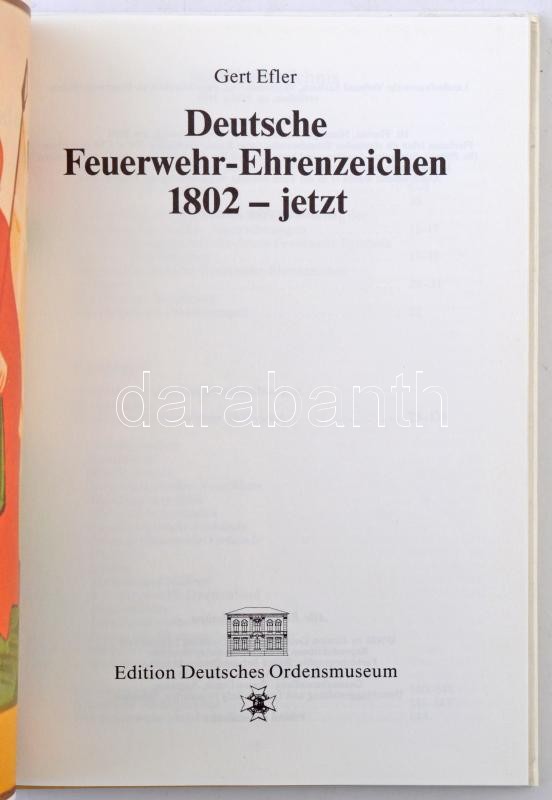 Gert Efler
Deutsche
Feuerwehr-Ehrenzeichen
1802 – jetzt
darabanth
Edition Deutsches Ordensmuseum